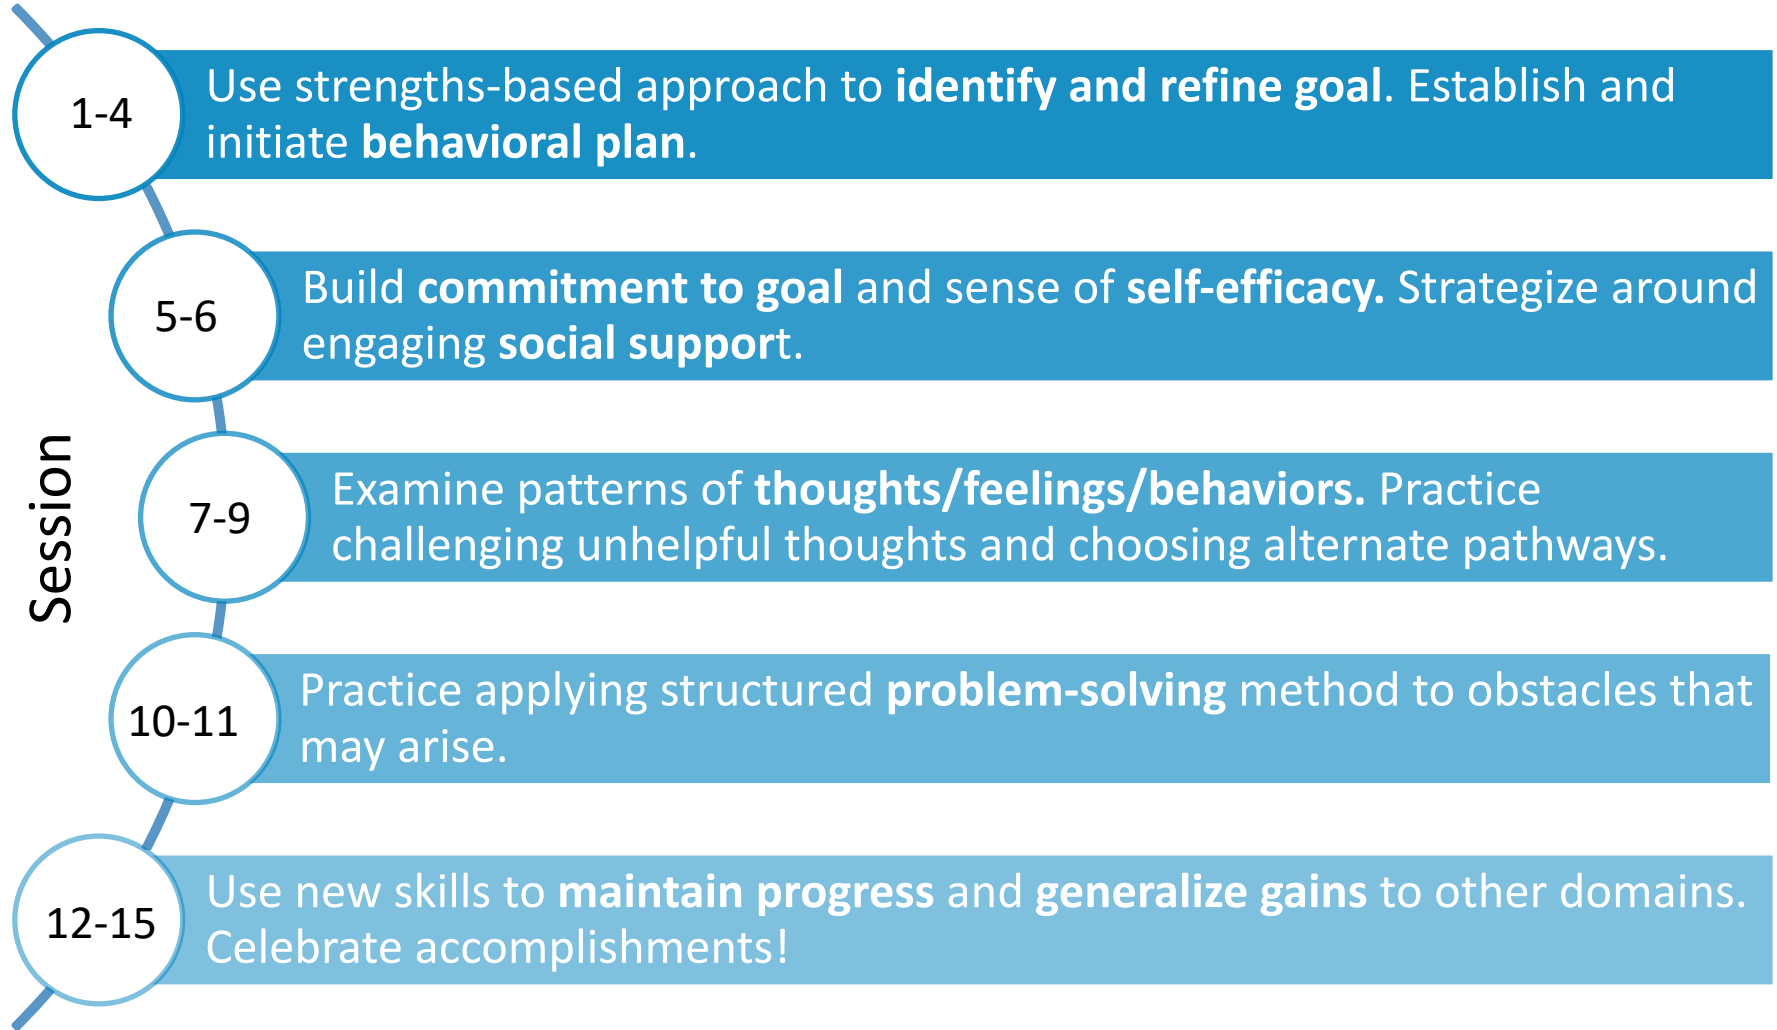 Session
1-4
Use strengths-based approach to identify and refine goal. Establish and
initiate behavioral plan.
5-6
Build commitment to goal and sense of self-efficacy. Strategize around
engaging social support.
7-9
Examine patterns of thoughts/feelings/behaviors. Practice
challenging unhelpful thoughts and choosing alternate pathways.
10-11
Practice applying structured problem-solving method to obstacles that
may arise.
12-15
Use new skills to maintain progress and generalize gains to other domains.
Celebrate accomplishments!